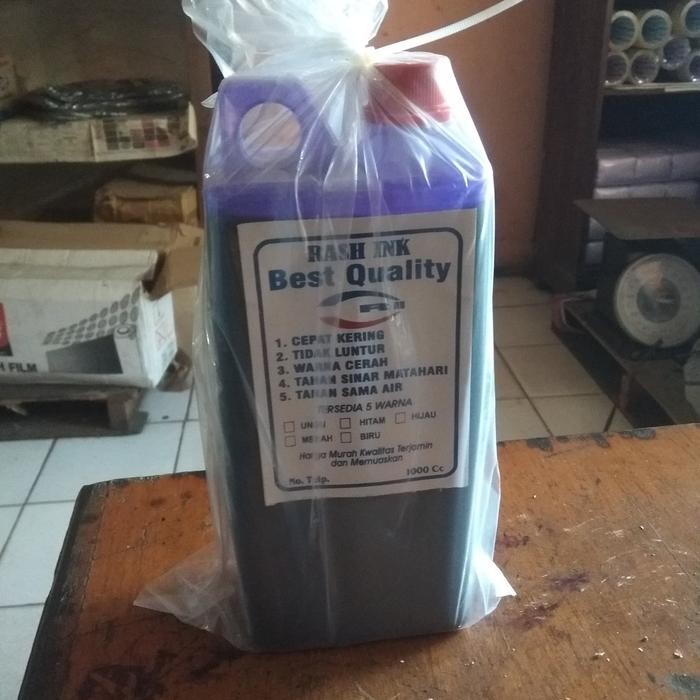 RASH INK
Best Quality
1. CEPAT KERING
2. TIDAK LUNTUR
3. WARNA CERAH
4. TAHAN SINAR MATAHARI
5. TAHAN SAMA AIR
TERSEDIA 5 WARNA
UNGU HITAM HIJAU
MERAH BIRU
Harga Murah Kwalitas Terjamin
dan Memuaskan
No. Telp. 1000 Cc
H FILM